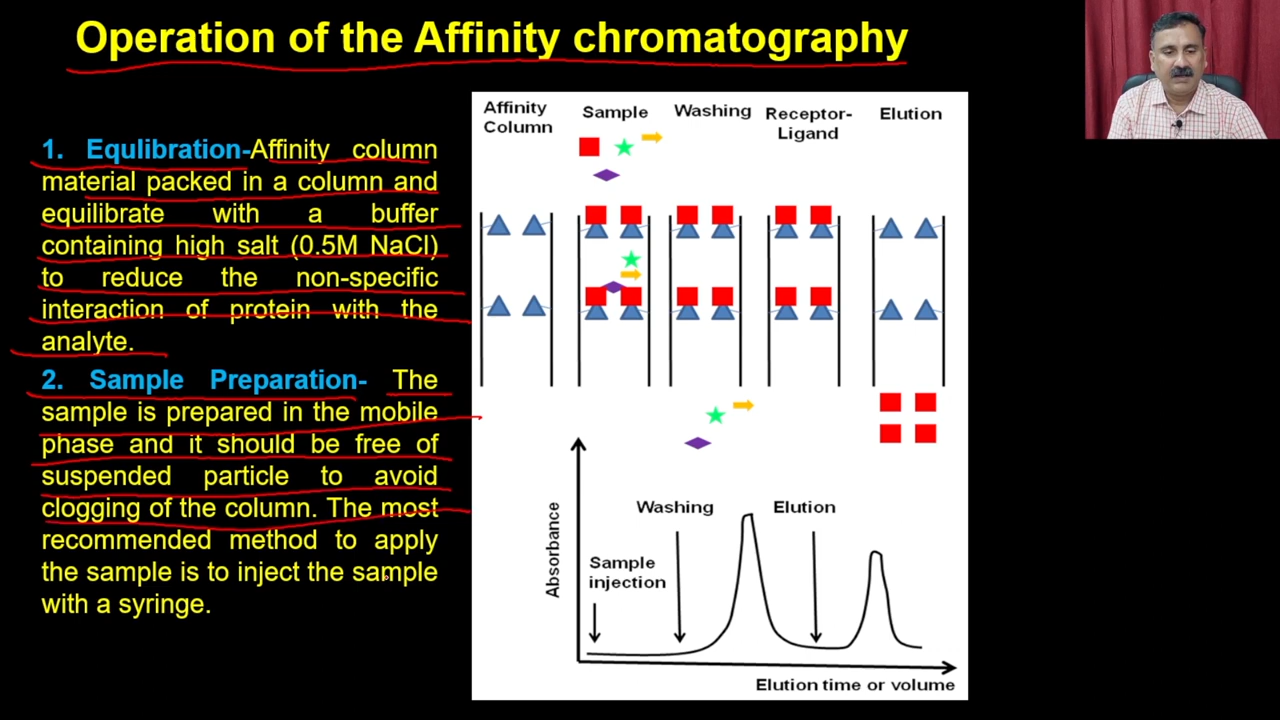 Operation of the Affinity chromatography
1. Equlibration-Affinity column
material packed in a column and
equilibrate with a buffer
containing high salt (0.5M NaCl)
to reduce the non-specific
interaction of protein with the
analyte.
2. Sample Preparation- The
sample is prepared in the mobile
phase and it should be free of
suspended particle to avoid
clogging of the column. The most
recommended method to apply
the sample is to inject the sample
with a syringe.
Affinity
Column
Sample
Washing
Receptor-
Ligand
Elution
Absorbance
Sample
injection
Washing
Elution
Elution time or volume